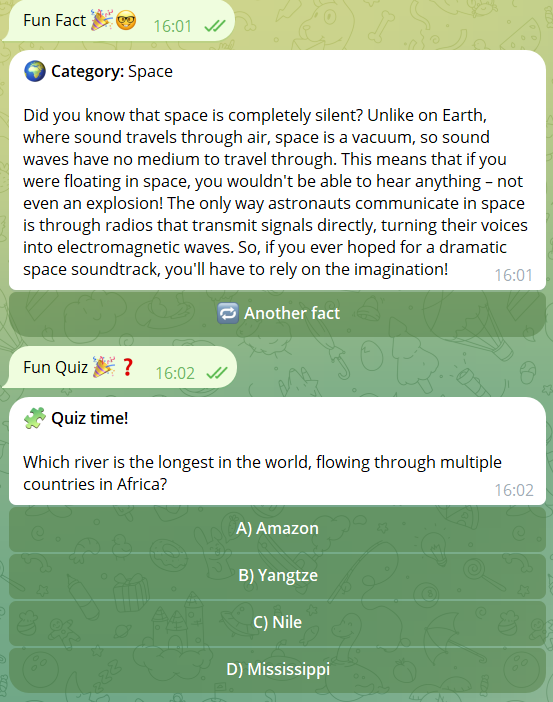 Fun Fact 🎉🤓 16:01
🌍 Category: Space
Did you know that space is completely silent? Unlike on Earth,
where sound travels through air, space is a vacuum, so sound
waves have no medium to travel through. This means that if you
were floating in space, you wouldn't be able to hear anything – not
even an explosion! The only way astronauts communicate in space
is through radios that transmit signals directly, turning their voices
into electromagnetic waves. So, if you ever hoped for a dramatic
space soundtrack, you'll have to rely on the imagination! 16:01
🔁 Another fact
Fun Quiz 🎉❓ 16:02
🧩 Quiz time!
Which river is the longest in the world, flowing through multiple
countries in Africa? 16:02
A) Amazon
B) Yangtze
C) Nile
D) Mississippi